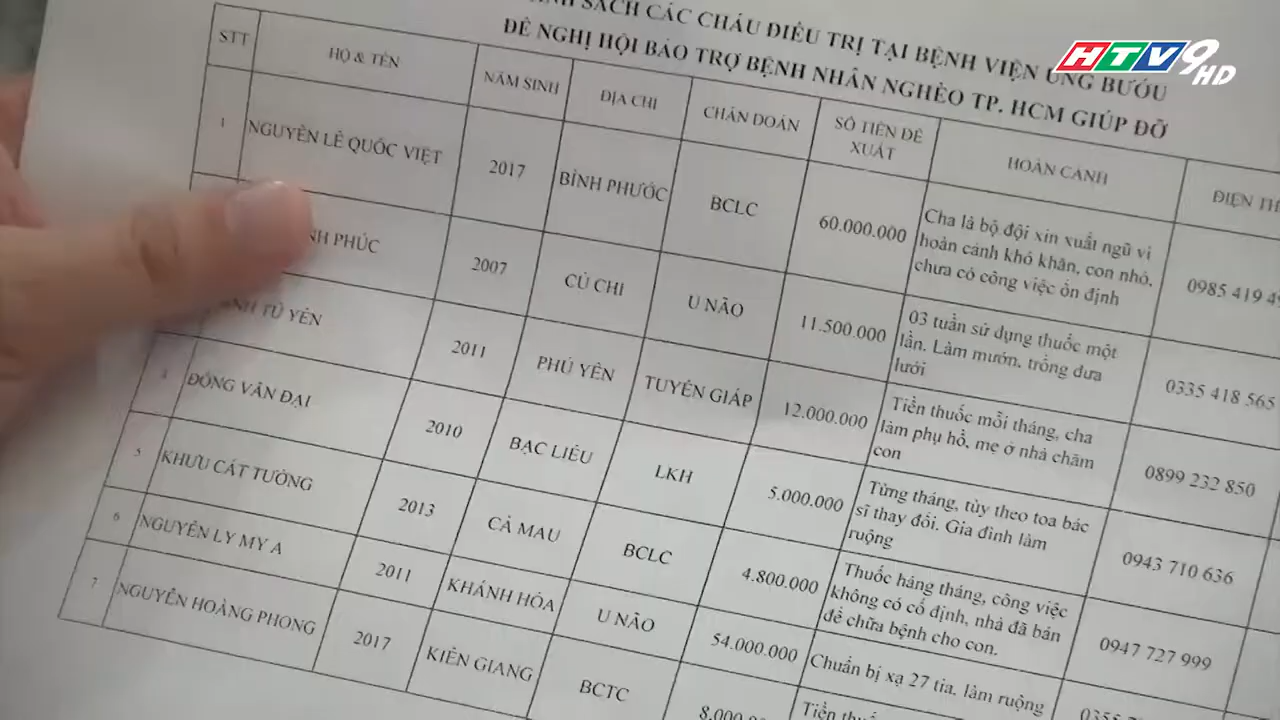 SÁCH CÁC CHÁU ĐIỀU TRỊ TẠI BỆNH VIỆN UNG BƯỚU
ĐỀ NGHỊ HỘI BẢO TRỢ BỆNH NHÂN NGHÈO TP. HCM GIÚP ĐỠ
HTV9 HD
STT HỌ & TÊN NĂM SINH ĐỊA CHỈ CHẨN ĐOÁN SỐ TIỀN ĐỀ XUẤT HOÀN CẢNH ĐIỆN
1 NGUYỄN LÊ QUỐC VIỆT 2017 BÌNH PHƯỚC BCLC 60.000.000
Cha là bộ đội xin xuất ngũ vì
hoàn cảnh khó khăn, con nhỏ,
chưa có công việc ổn định
0985 419
PHÚC 2007 CỦ CHI U NÃO 11.500.000
03 tuần sử dụng thuốc một
lần. Làm mướn, trồng dưa
lưới
0335 418 565
TÚ YÊN 2011 PHÚ YÊN TUYẾN GIÁP 12.000.000
Tiền thuốc mỗi tháng, cha
làm phụ hồ, mẹ ở nhà chăm
con
0899 232 850
4 ĐỒNG VĂN ĐẠI 2010 BẠC LIÊU LKH 5.000.000
Từng tháng, tùy theo toa bác
sĩ thay đổi. Gia đình làm
ruộng
0943 710 636
5 KHƯU CÁT TƯỜNG 2013 CÀ MAU BCLC 4.800.000
Thuốc hàng tháng, công việc
không có cố định, nhà đã bán
để chữa bệnh cho con.
0947 727 999
6 NGUYỄN LY MY A 2011 KHÁNH HÒA U NÃO 54.000.000
Chuẩn bị xạ 27 tia, làm ruộng
0355
7 NGUYỄN HOÀNG PHONG 2017 KIÊN GIANG BCTC
Tiền